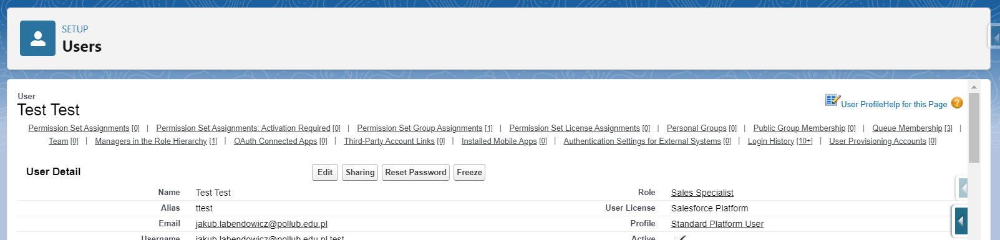 SETUP
Users
User
Test Test
User ProfileHelp for this Page ?
Permission Set Assignments [0] | Permission Set Assignments: Activation Required [0] | Permission Set Group Assignments [1] | Permission Set License Assignments [0] | Personal Groups [0] | Public Group Membership [0] | Queue Membership [3] |
Team [0] | Managers in the Role Hierarchy [1] | OAuth Connected Apps [0] | Third-Party Account Links [0] | Installed Mobile Apps [0] | Authentication Settings for External Systems [0] | Login History [10+] | User Provisioning Accounts [0]
User Detail Edit Sharing Reset Password Freeze
Name Test Test Role Sales Specialist
Alias ttest User License Salesforce Platform
Email jakub.labendowicz@pollub.edu.pl Profile Standard Platform User
Username jakub.labendowicz@pollub.edu.pl.test Active